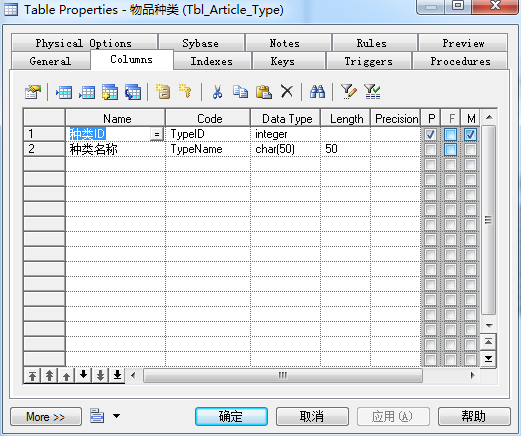 Table Properties - 物品种类 (Tbl_Article_Type)
Physical Options Sybase Notes Rules Preview
General Columns Indexes Keys Triggers Procedures
Name Code Data Type Length Precision P F M
1 种类ID = TypeID integer
2 种类名称 TypeName char(50) 50
More >> 确定 取消 应用(A) 帮助